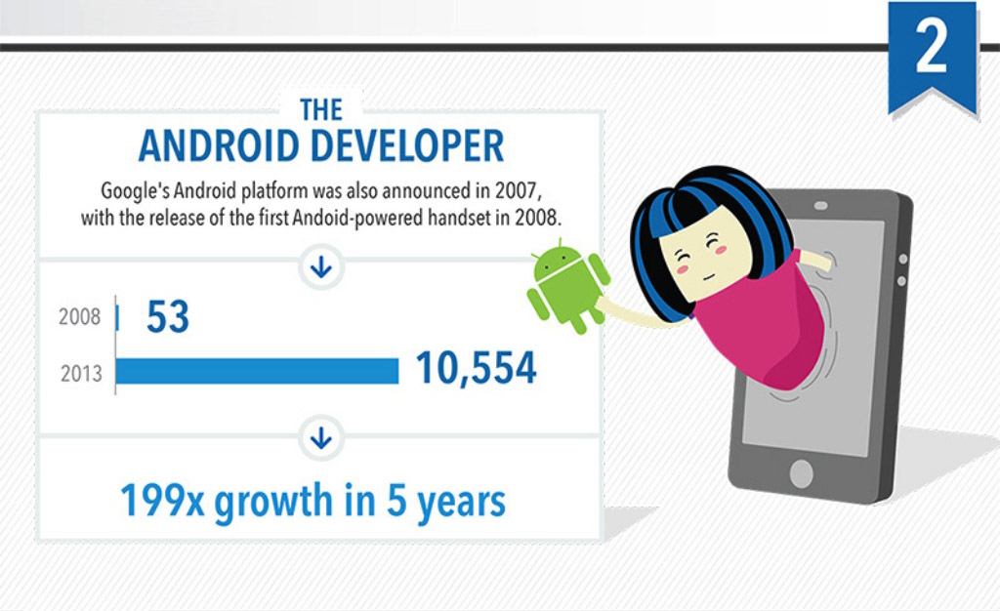 2
THE
ANDROID DEVELOPER
Google's Android platform was also announced in 2007,
with the release of the first Andoid-powered handset in 2008.
2008 53
2013 10,554
199x growth in 5 years